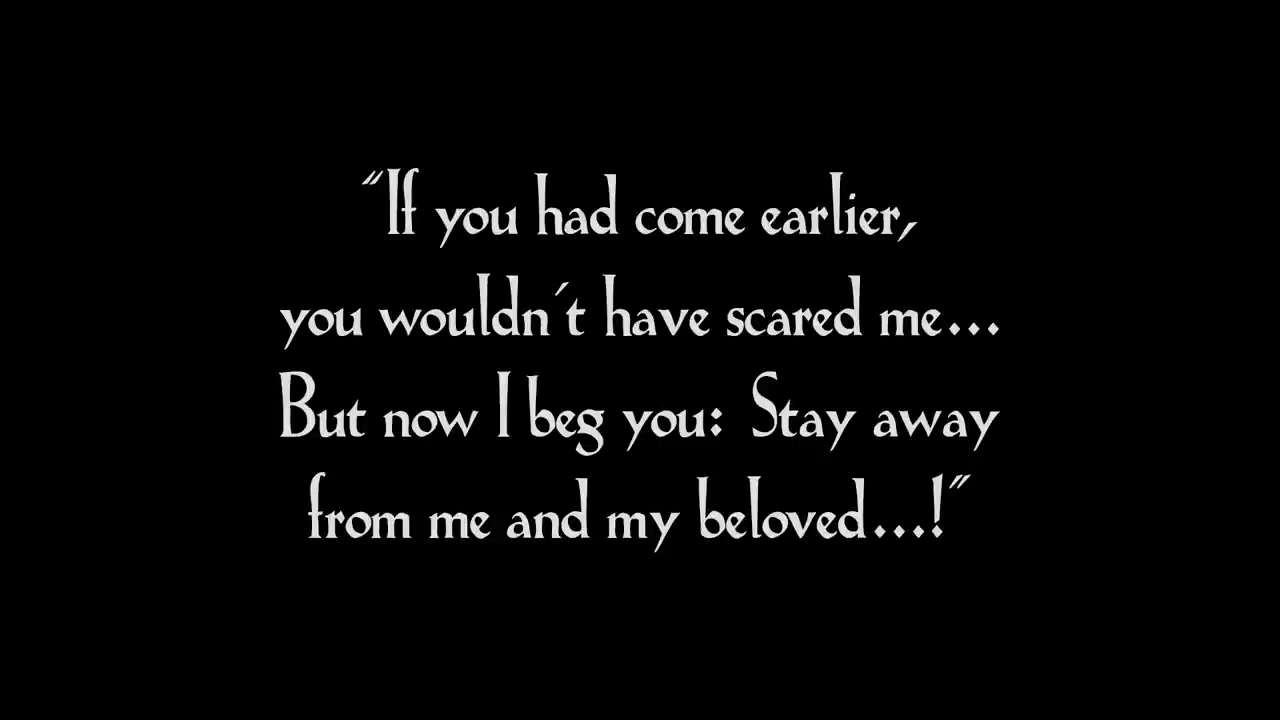 "If you had come earlier,
you wouldn´t have scared me...
But now I beg you: Stay away
from me and my beloved...!"